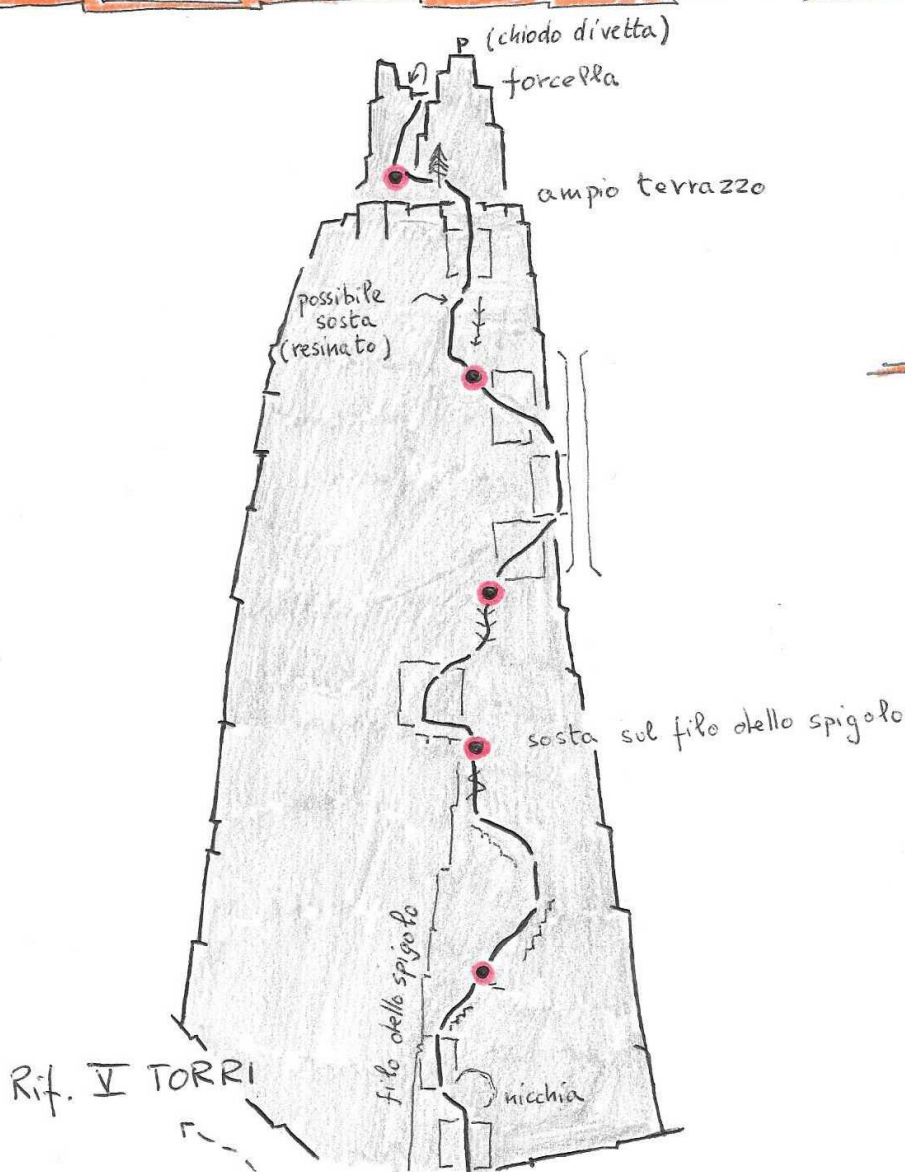 P (chiodo di vetta)
forcella
ampio terrazzo
possibile
sosta
(resinato)
sosta sul filo dello spigolo
filo dello spigolo
Rif. V TORRI
nicchia